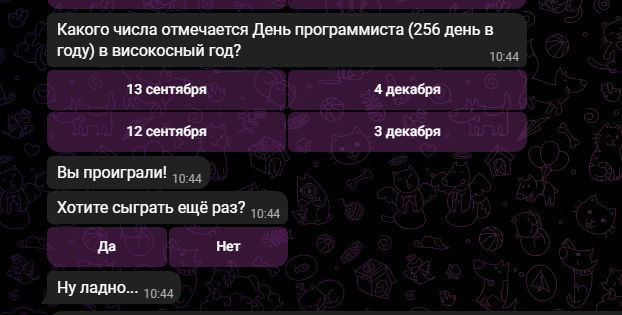 Какого числа отмечается День программиста (256 день в
году) в високосный год?
10:44
13 сентября
4 декабря
12 сентября
3 декабря
Вы проиграли! 10:44
Хотите сыграть ещё раз? 10:44
Да
Нет
Ну ладно... 10:44